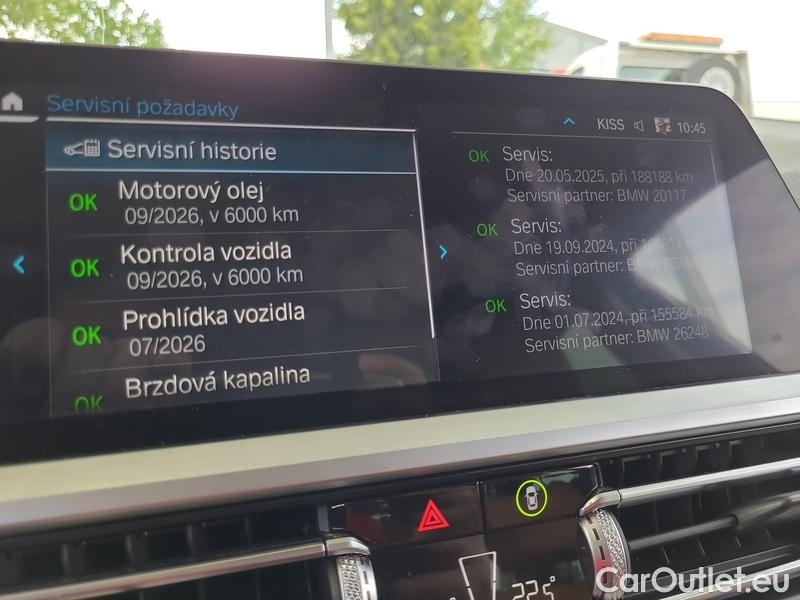 Servisní požadavky
KISS 10:45
Servisní historie
OK Motorový olej
09/2026, v 6000 km
OK Kontrola vozidla
09/2026, v 6000 km
OK Prohlídka vozidla
07/2026
OK Brzdová kapalina
OK Servis:
Dne 20.05.2025, při 188188 km
Servisní partner: BMW 20117
OK Servis:
Dne 19.09.2024, při
Servisní partner:
OK Servis:
Dne 01.07.2024, při 155584 km
Servisní partner: BMW 26248
22.5°
CarOutlet.eu